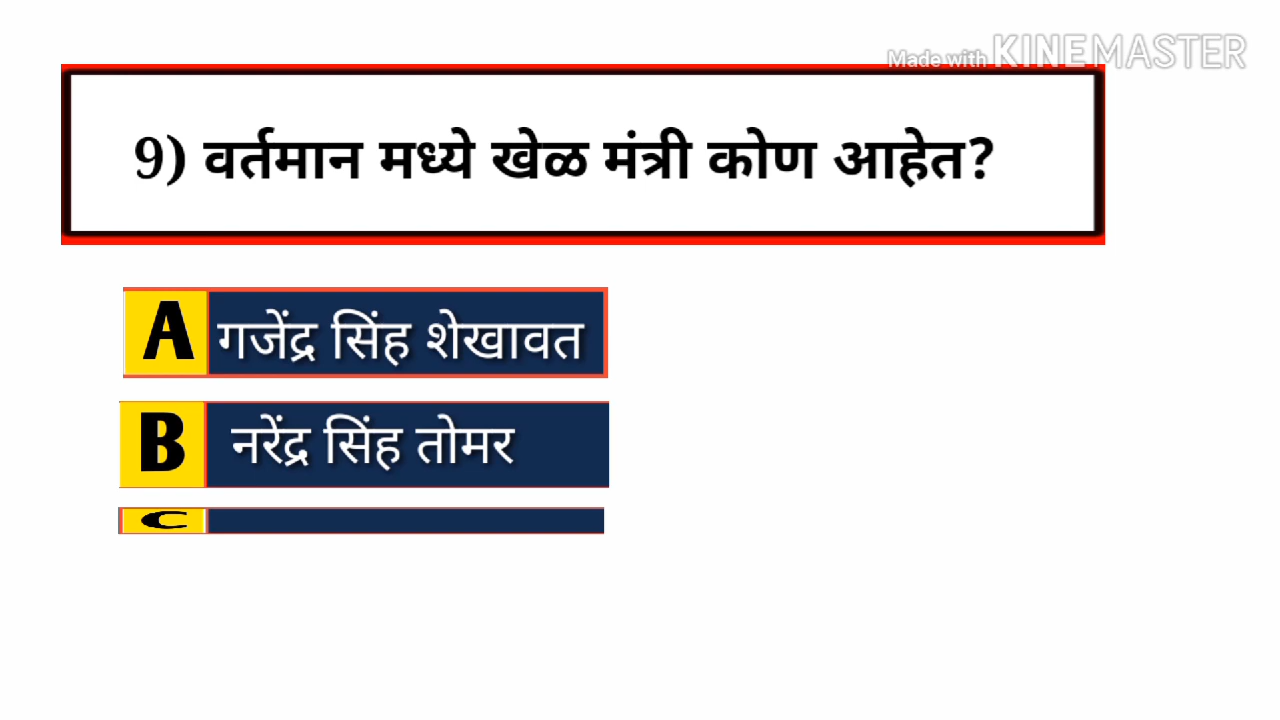 Made with KINEMASTER
9) वर्तमान मध्ये खेळ मंत्री कोण आहेत?
A गजेंद्र सिंह शेखावत
B नरेंद्र सिंह तोमर
C